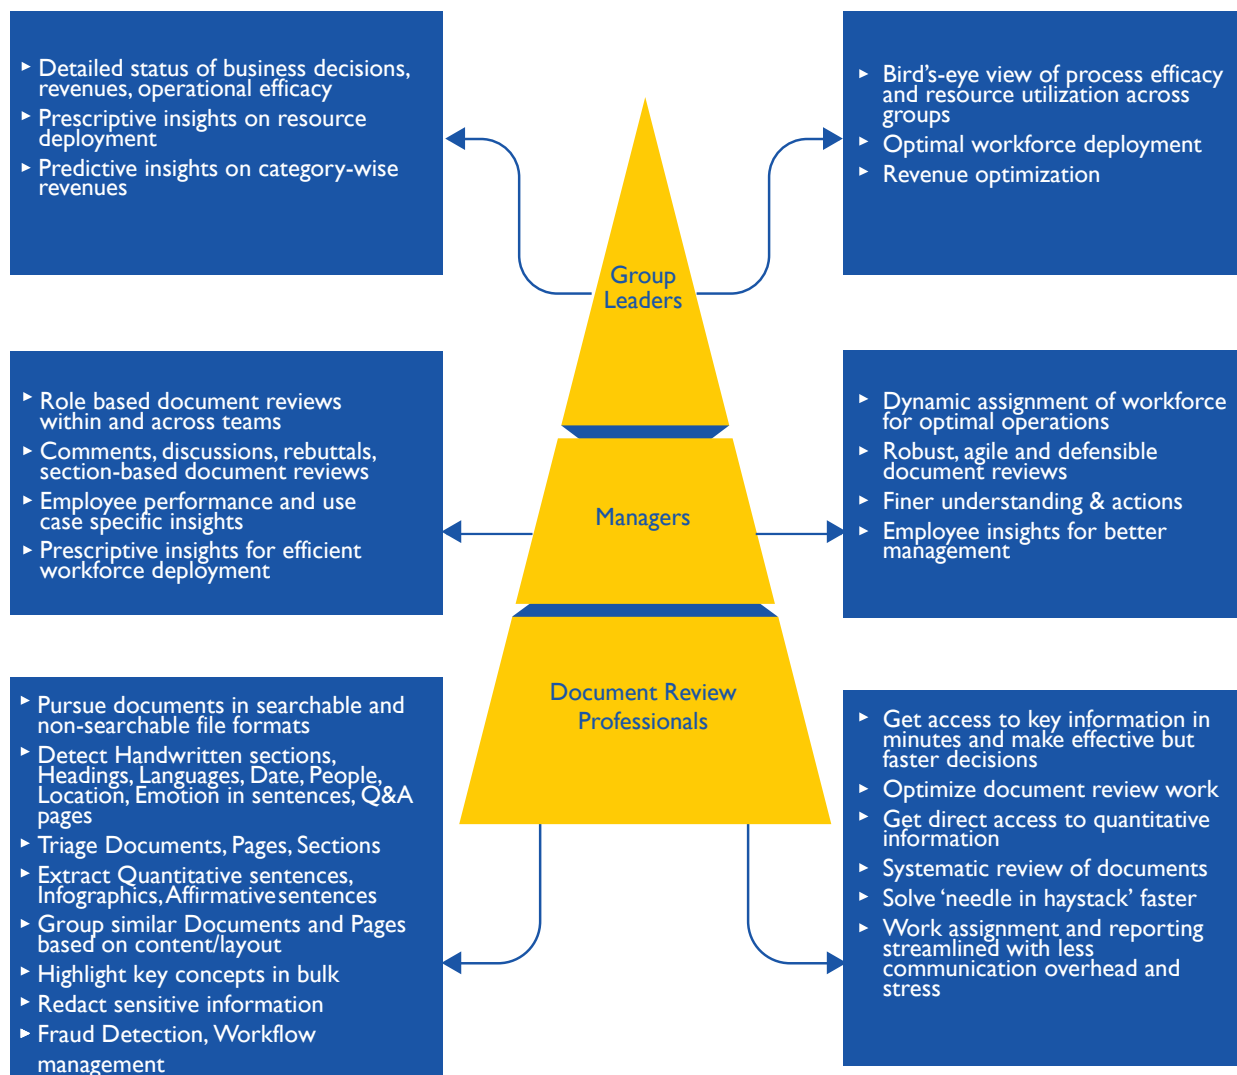 ▸ Detailed status of business decisions,
revenues, operational efficacy
▸ Prescriptive insights on resource
deployment
▸ Predictive insights on category-wise
revenues
▸ Bird's-eye view of process efficacy
and resource utilization across
groups
▸ Optimal workforce deployment
▸ Revenue optimization
Group
Leaders
▸ Role based document reviews
within and across teams
▸ Comments, discussions, rebuttals,
section-based document reviews
▸ Employee performance and use
case specific insights
▸ Prescriptive insights for efficient
workforce deployment
Managers
▸ Dynamic assignment of workforce
for optimal operations
▸ Robust, agile and defensible
document reviews
▸ Finer understanding & actions
▸ Employee insights for better
management
▸ Pursue documents in searchable and
non-searchable file formats
▸ Detect Handwritten sections,
Headings, Languages, Date, People,
Location, Emotion in sentences, Q&A
pages
▸ Triage Documents, Pages, Sections
▸ Extract Quantitative sentences,
Infographics, Affirmative sentences
▸ Group similar Documents and Pages
based on content/layout
▸ Highlight key concepts in bulk
▸ Redact sensitive information
▸ Fraud Detection, Workflow
management
Document Review
Professionals
▸ Get access to key information in
minutes and make effective but
faster decisions
▸ Optimize document review work
▸ Get direct access to quantitative
information
▸ Systematic review of documents
▸ Solve ‘needle in haystack’ faster
▸ Work assignment and reporting
streamlined with less
communication overhead and
stress